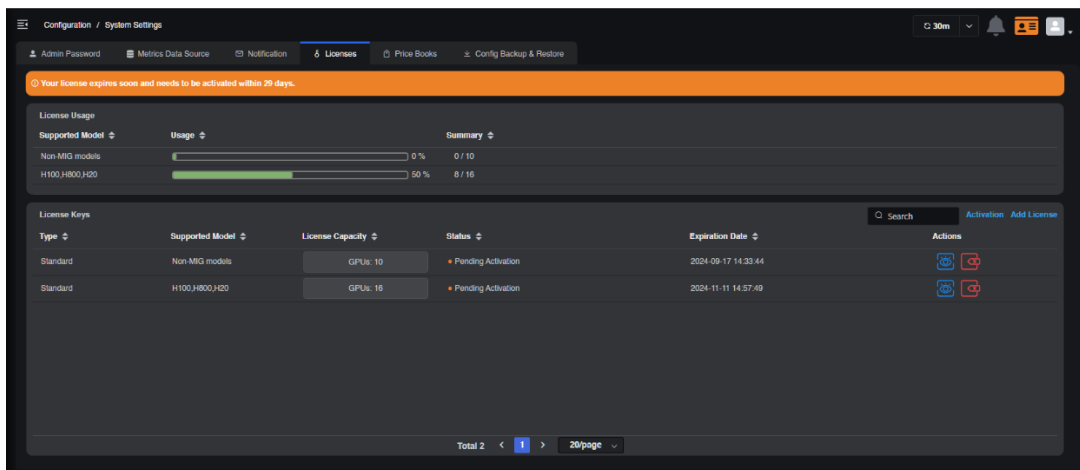 Configuration / System Settings
30m
Admin Password Metrics Data Source Notification Licenses Price Books Config Backup & Restore
Your license expires soon and needs to be activated within 29 days.
License Usage
Supported Model Usage Summary
Non-MIG models 0 % 0 / 10
H100,H800,H20 50 % 8 / 16
License Keys Search Activation Add License
Type Supported Model License Capacity Status Expiration Date Actions
Standard Non-MIG models GPUs: 10 Pending Activation 2024-09-17 14:33:44
Standard H100,H800,H20 GPUs: 16 Pending Activation 2024-11-11 14:57:49
Total 2 < 1 > 20/page